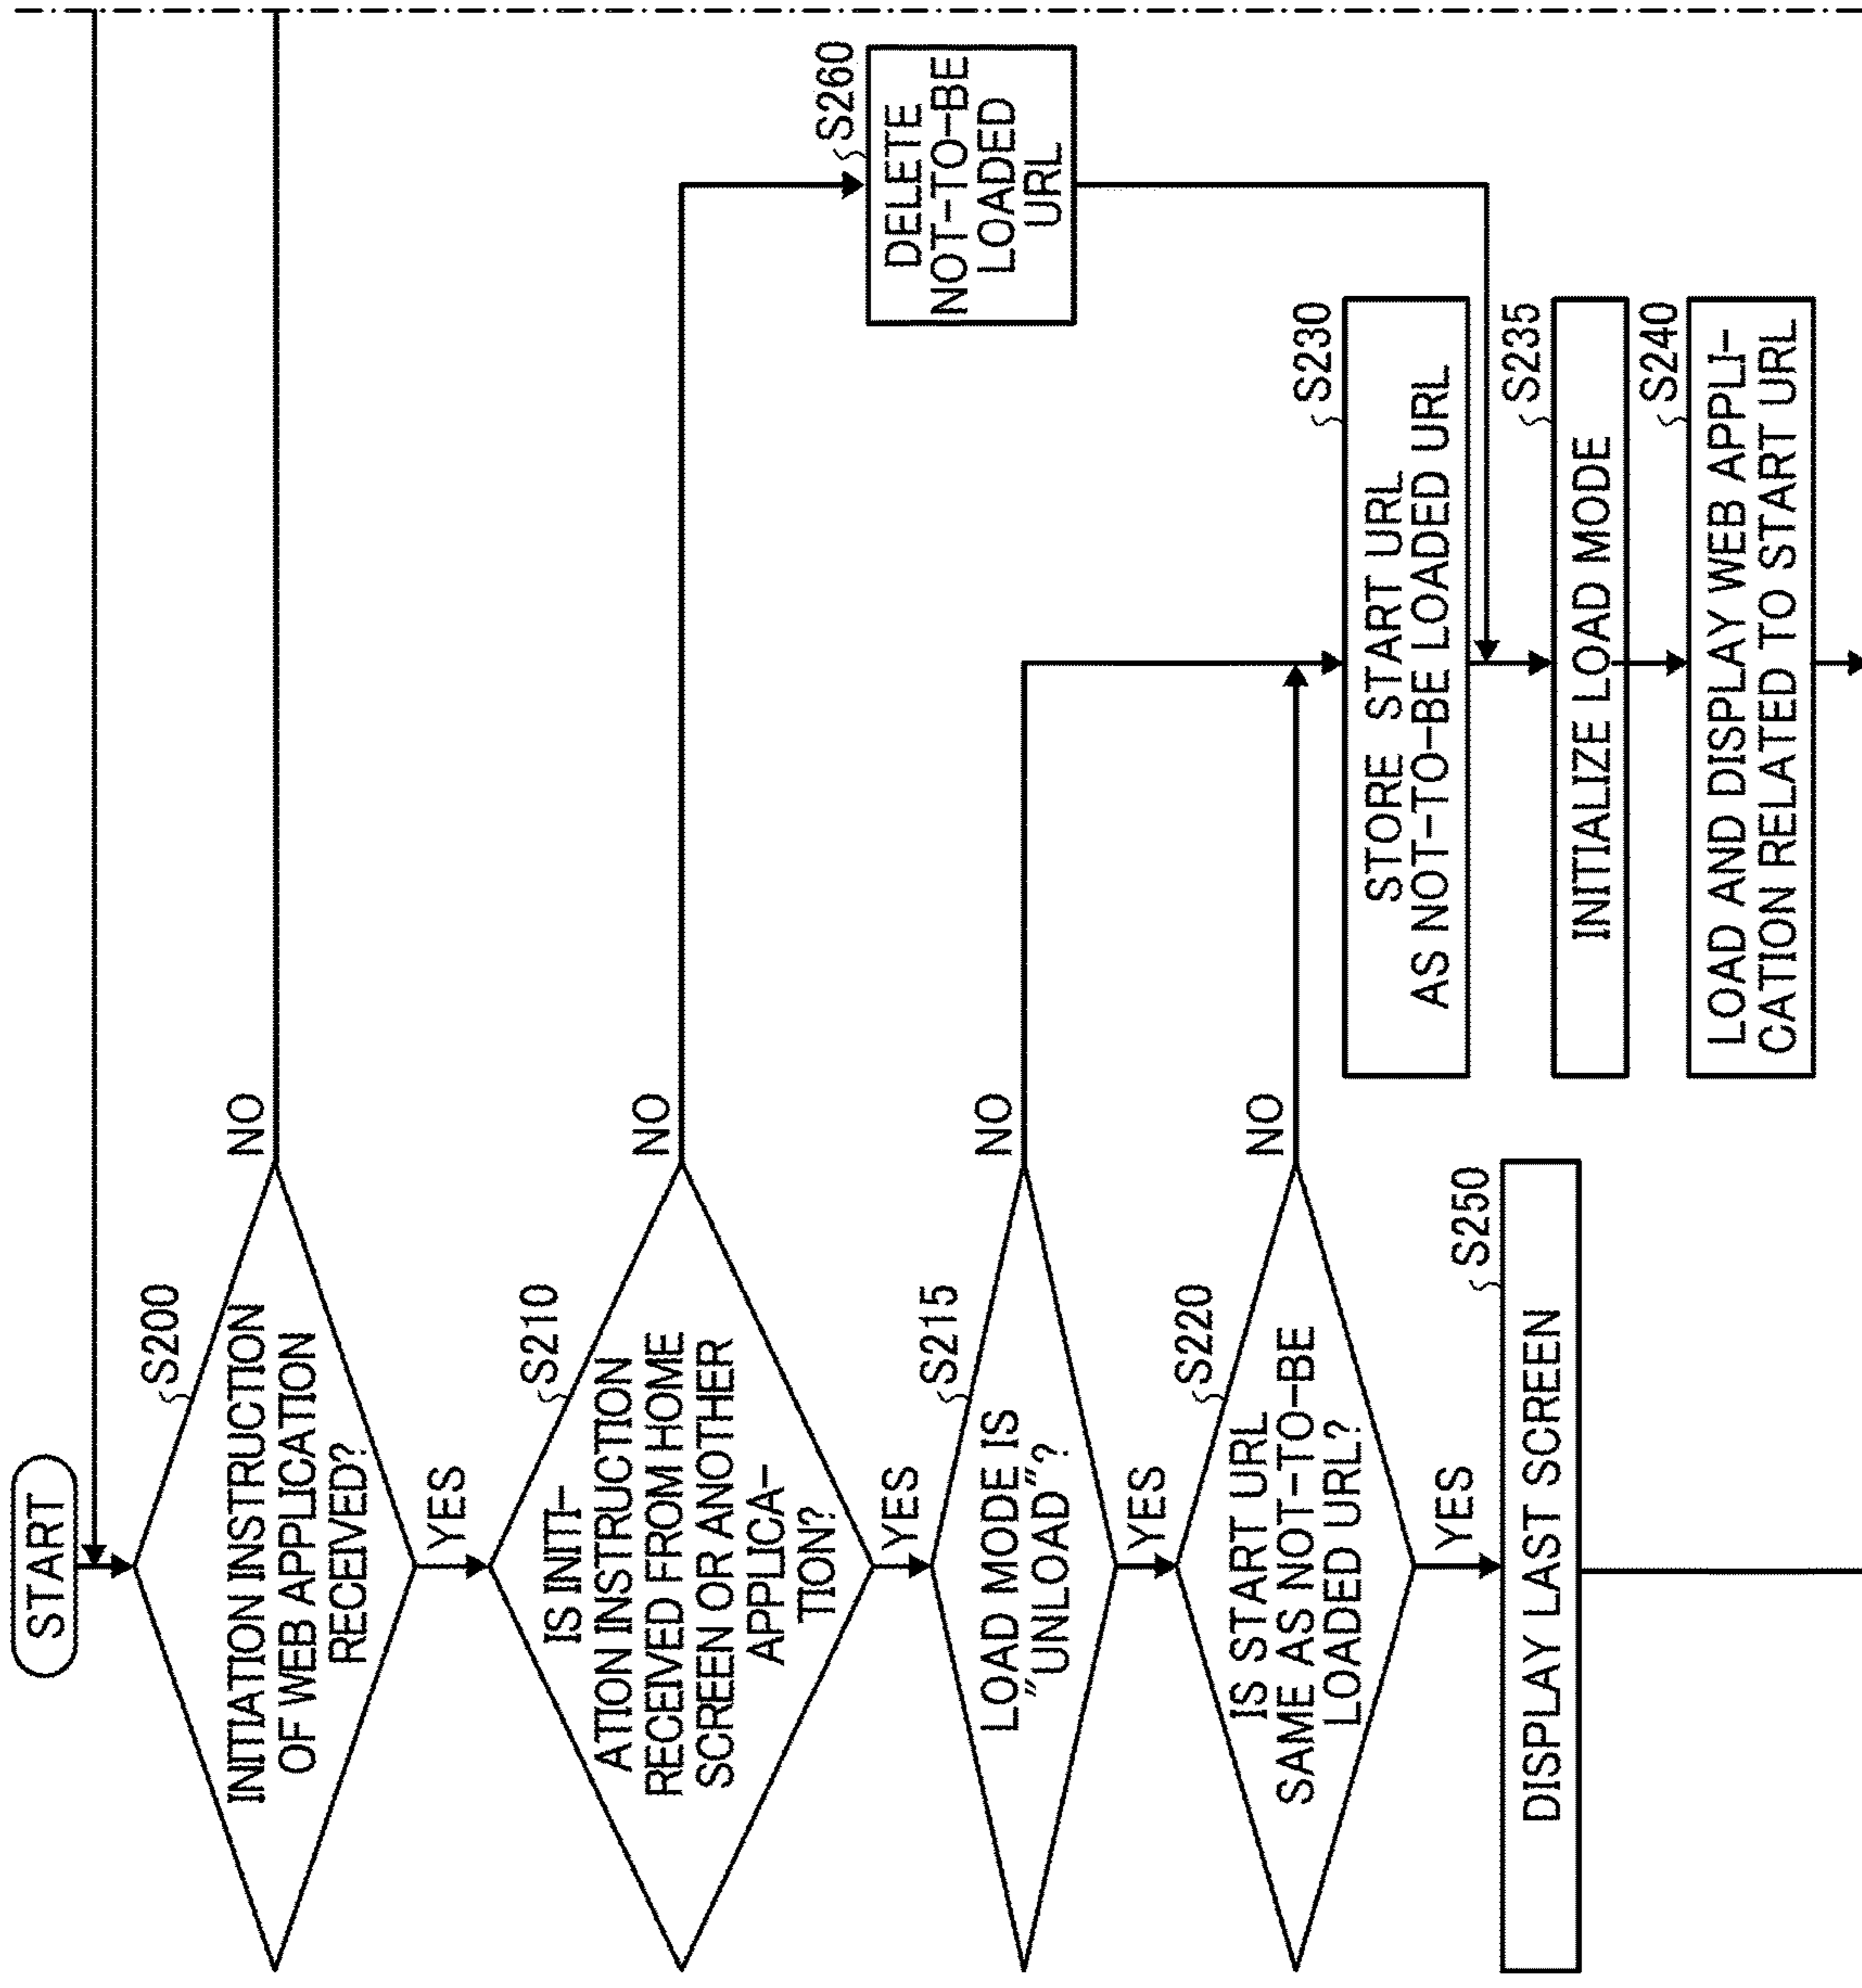 START
S200
INITIATION INSTRUCTION
OF WEB APPLICATION
RECEIVED?
NO
YES
S210
IS INITI-
ATION INSTRUCTION
RECEIVED FROM HOME
SCREEN OR ANOTHER
APPLICA-
TION?
NO
YES
S215
LOAD MODE IS
"UNLOAD"?
NO
YES
S220
IS START URL
SAME AS NOT-TO-BE
LOADED URL?
NO
YES
S250
DISPLAY LAST SCREEN
S260
DELETE
NOT-TO-BE
LOADED
URL
S230
STORE START URL
AS NOT-TO-BE LOADED URL
S235
INITIALIZE LOAD MODE
S240
LOAD AND DISPLAY WEB APPLI-
CATION RELATED TO START URL